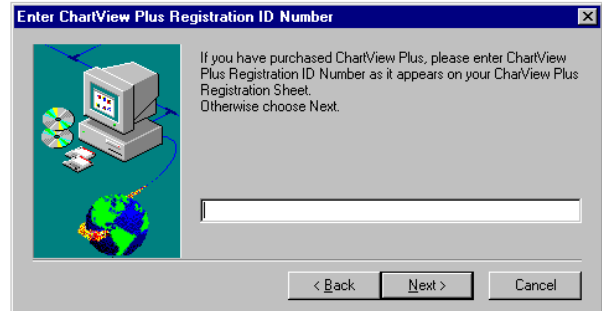 Enter ChartView Plus Registration ID Number
If you have purchased ChartView Plus, please enter ChartView
Plus Registration ID Number as it appears on your CharView Plus
Registration Sheet.
Otherwise choose Next.
< Back
Next >
Cancel